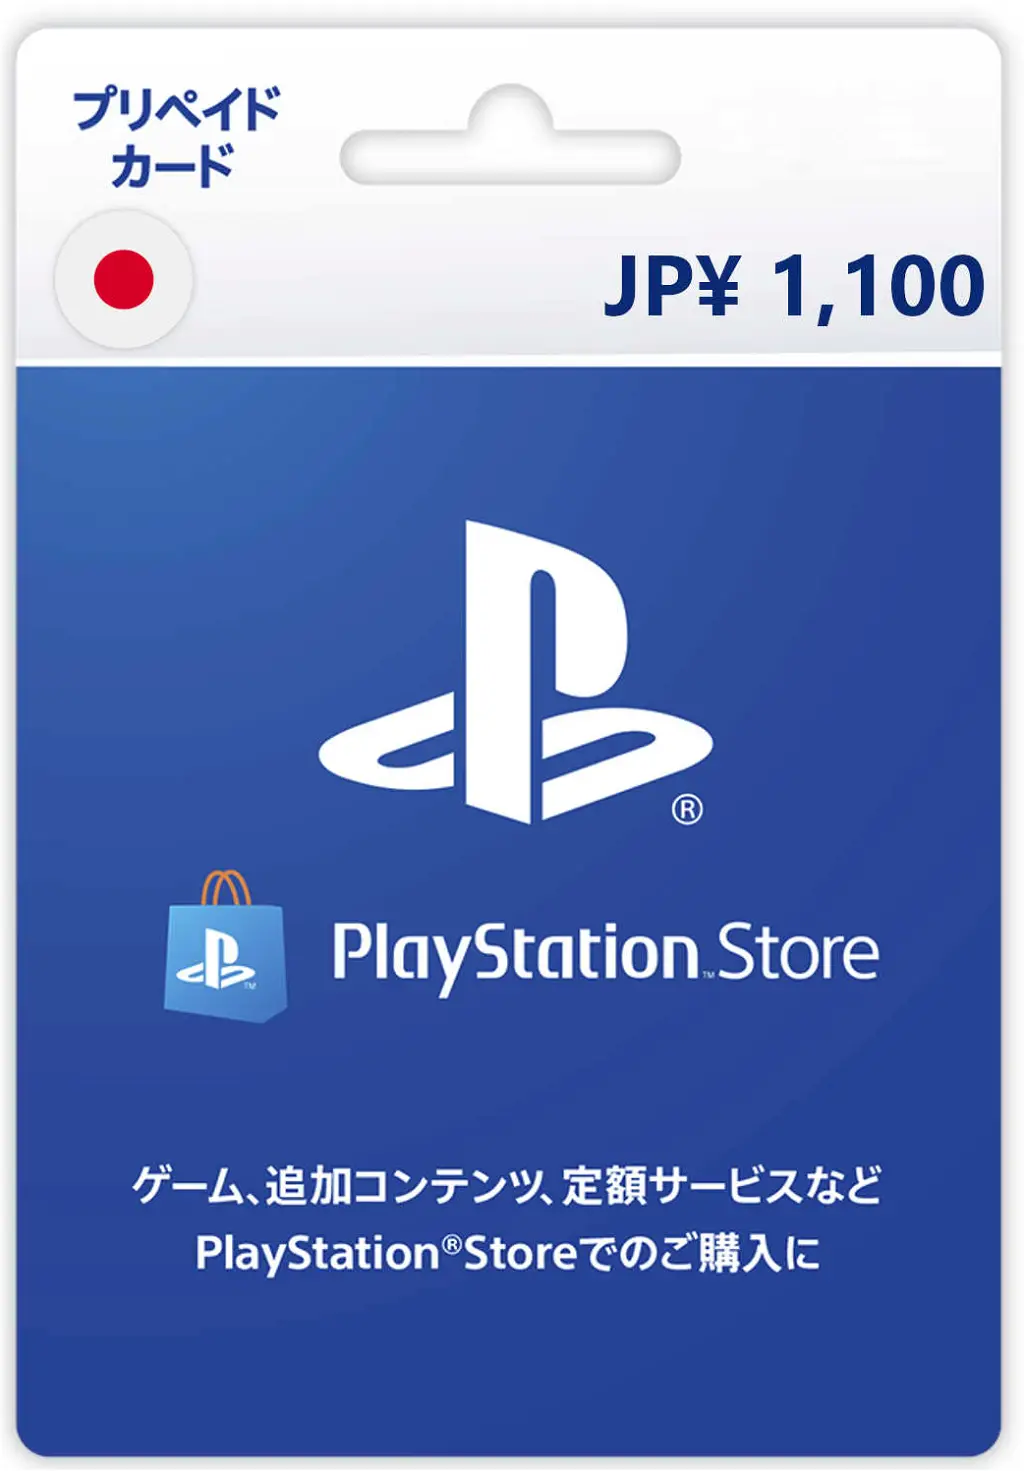 プリペイド
カード
JP¥ 1,100
®
PlayStation™Store
™
ゲーム、追加コンテンツ、定額サービスなど
PlayStation®Storeでのご購入に